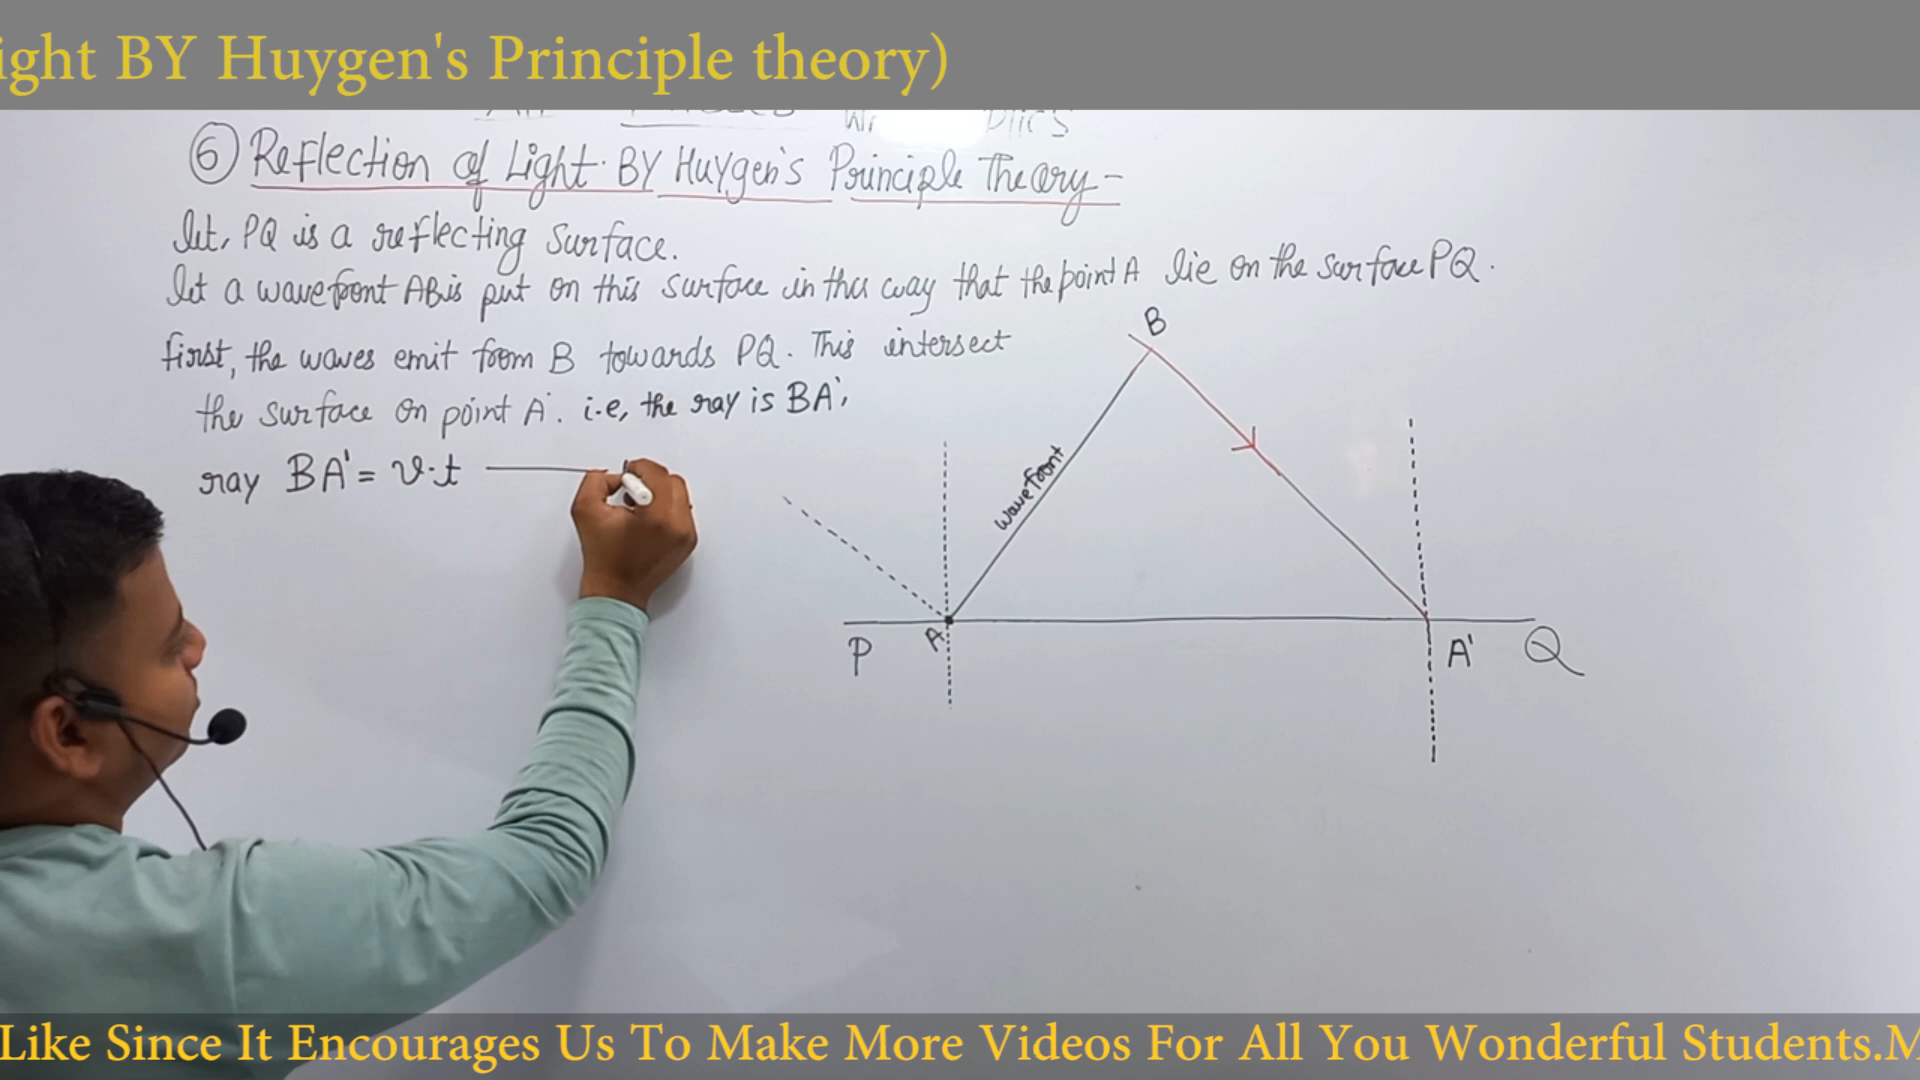 ight BY Huygen's Principle theory)
⑥ Reflection of Light. BY Huygen's Principle Theory-
let, PQ is a reflecting surface.
let a wavefront AB is put on this surface in this way that the point A lie on the surface PQ.
first, the waves emit from B towards PQ. This intersect
the surface on point A'. i.e, the ray is BA',
ray BA' = v.t
B
wavefront
P A A' Q
Like Since It Encourages Us To Make More Videos For All You Wonderful Students.M